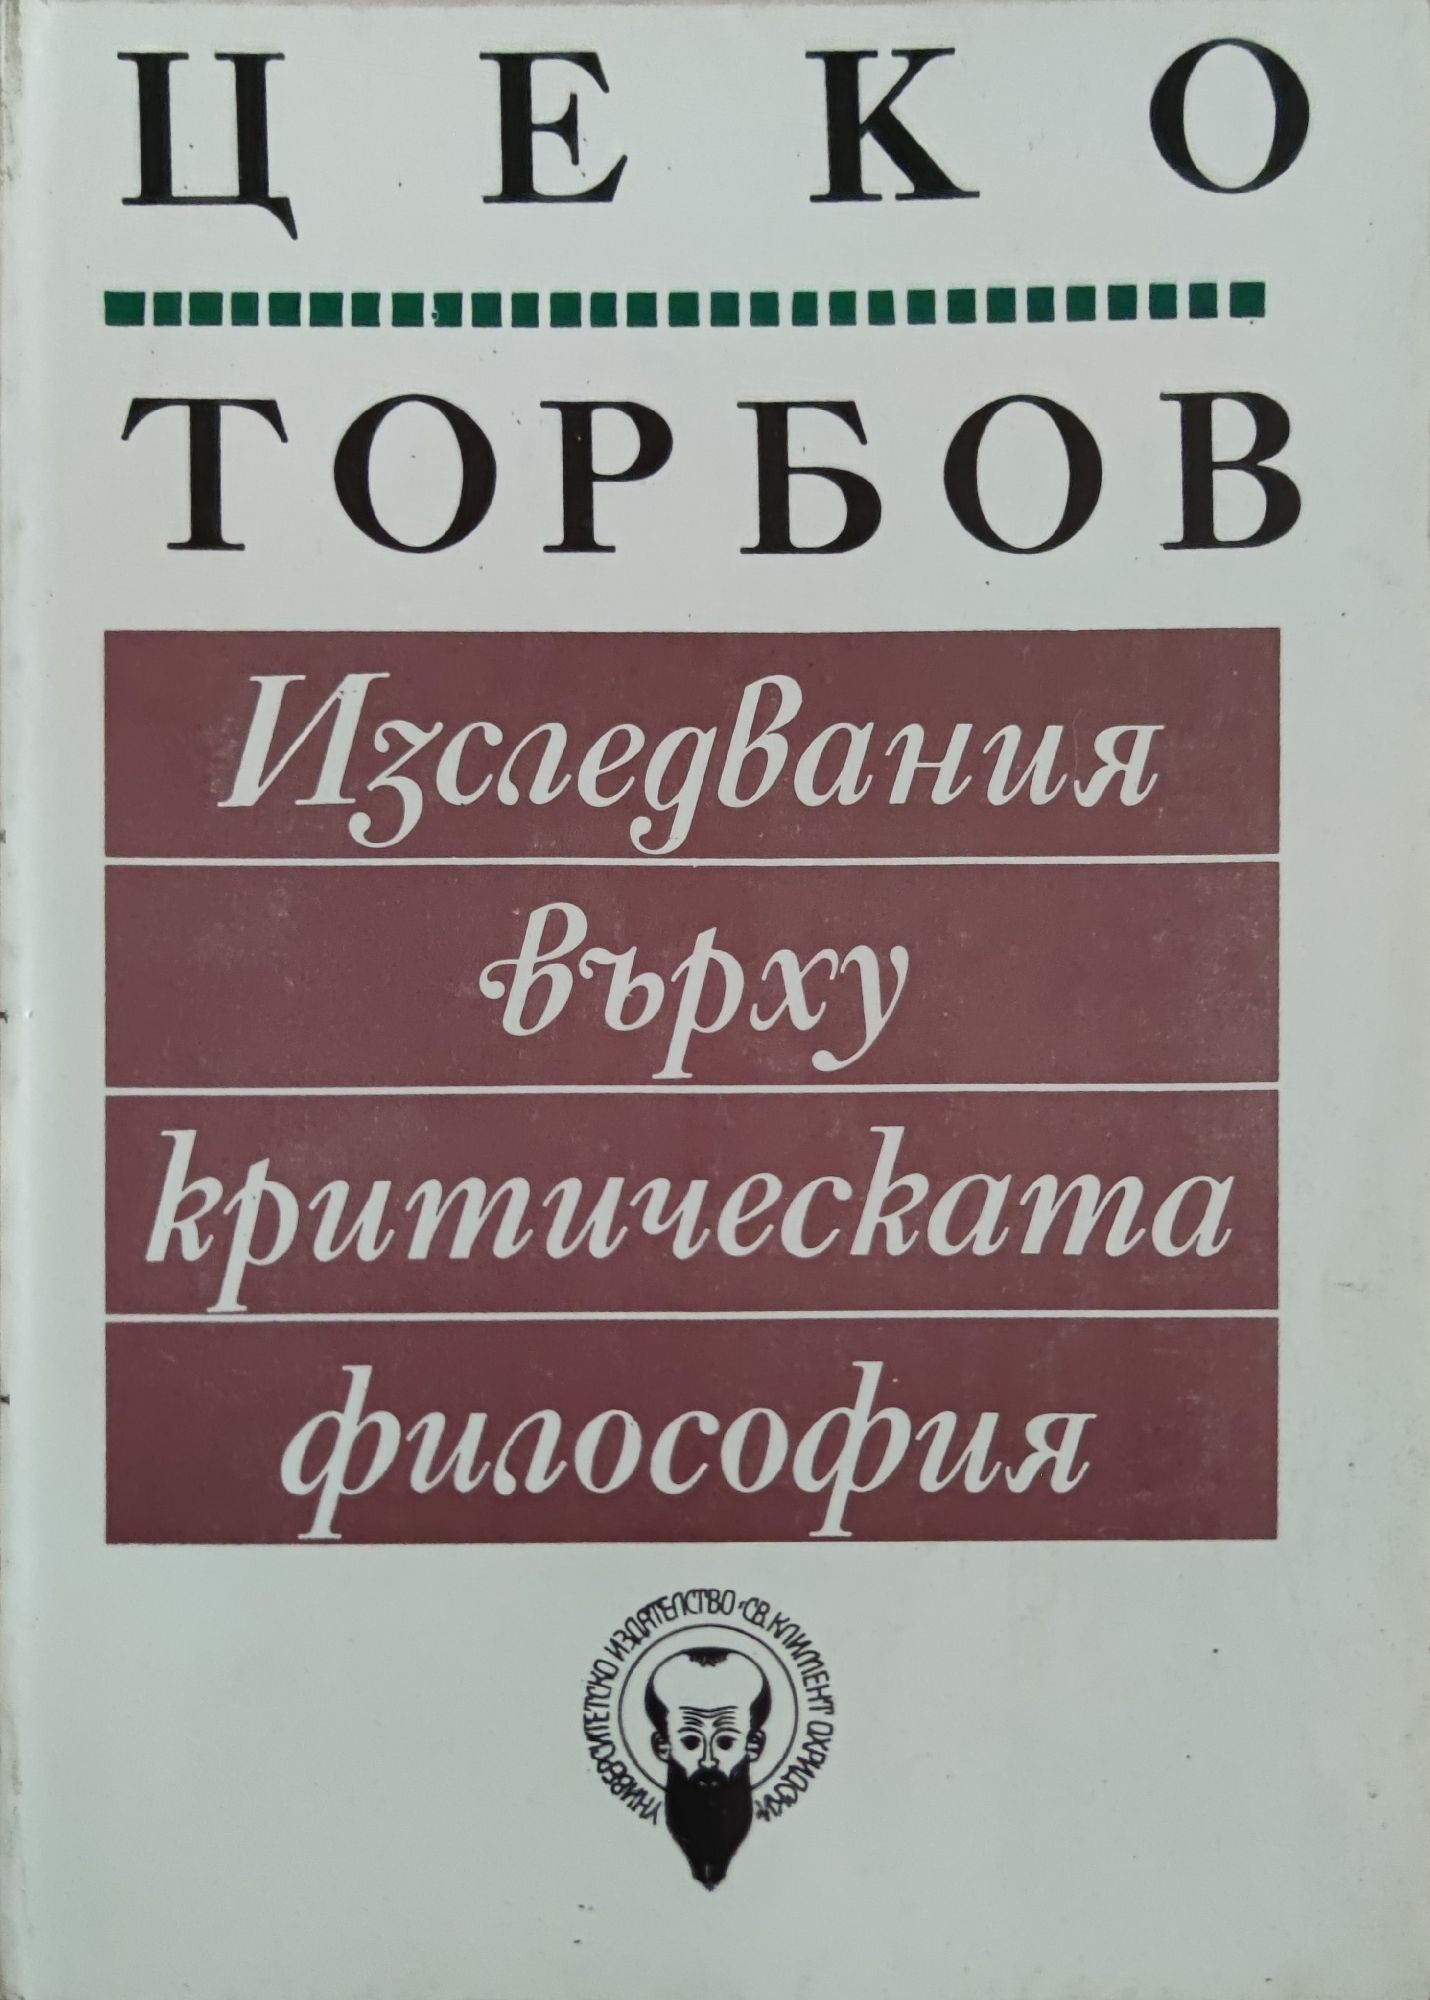 ЦЕКО
ТОРБОВ
Изследвания
върху
критическата
философия
УНИВЕРСИТЕТСКО ИЗДАТЕЛСТВО "СВ. КЛИМЕНТ ОХРИДСКИ"